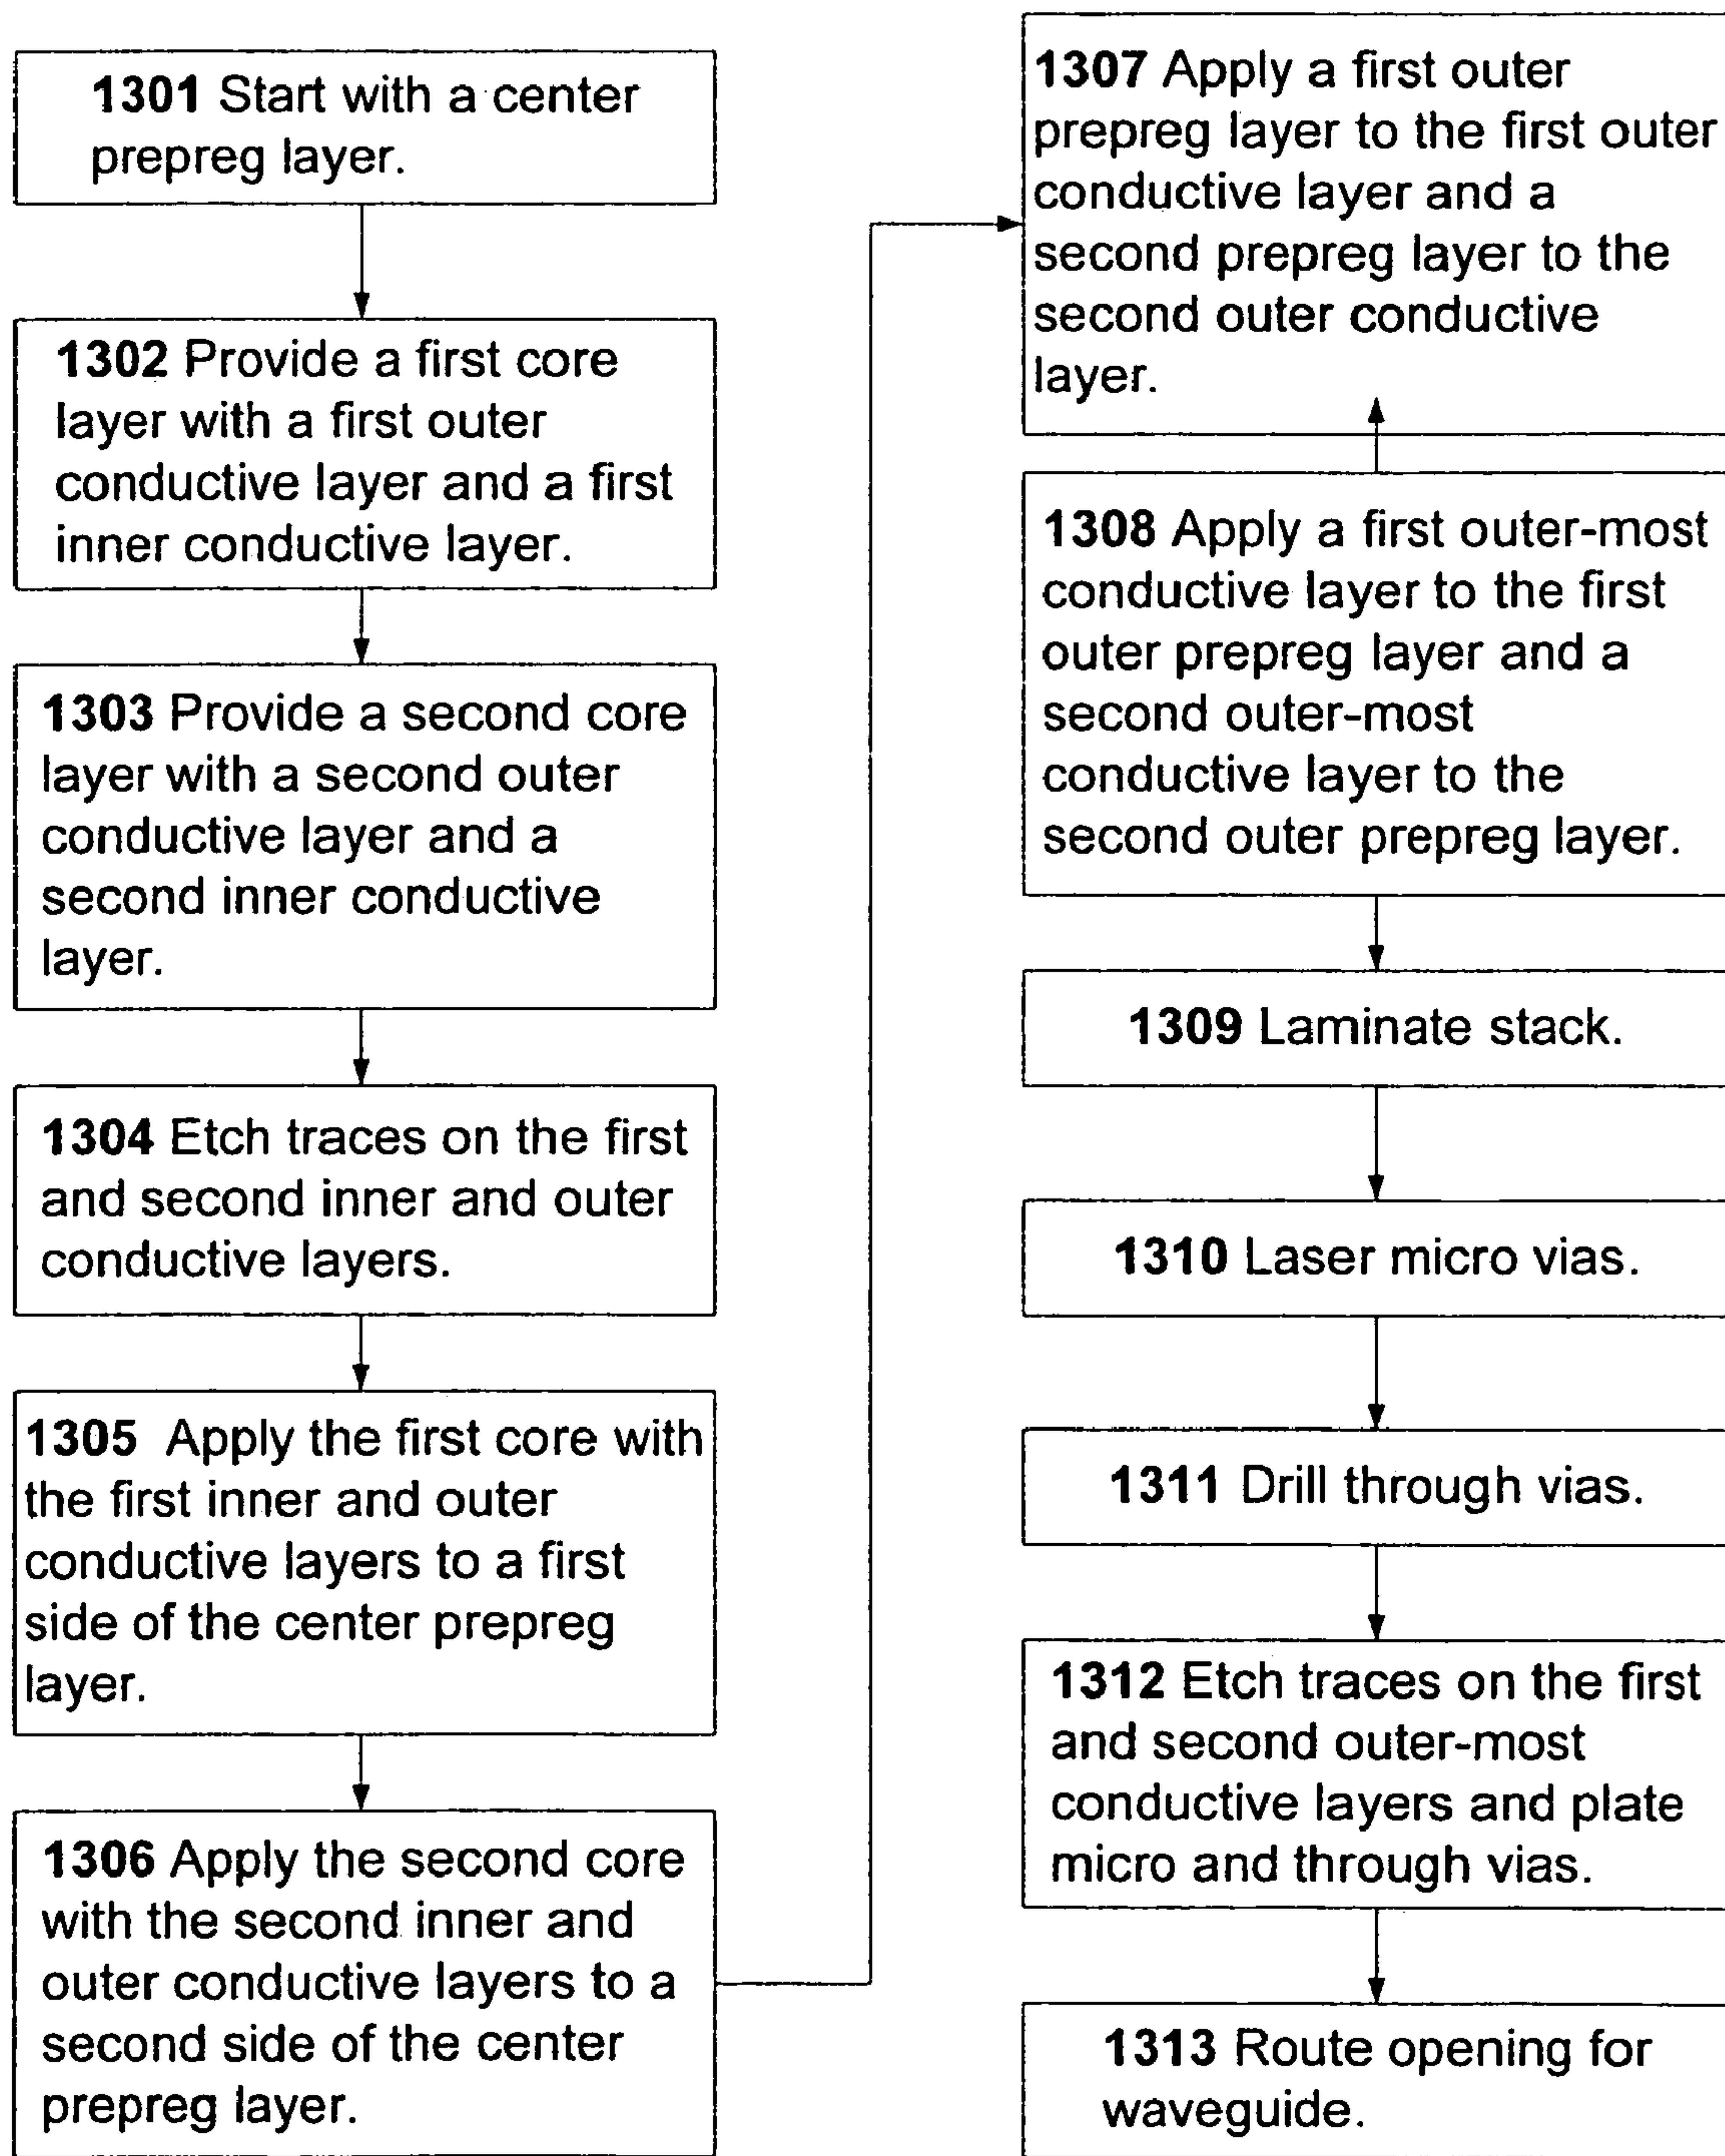 1301 Start with a center
prepreg layer.
1302 Provide a first core
layer with a first outer
conductive layer and a first
inner conductive layer.
1303 Provide a second core
layer with a second outer
conductive layer and a
second inner conductive
layer.
1304 Etch traces on the first
and second inner and outer
conductive layers.
1305 Apply the first core with
the first inner and outer
conductive layers to a first
side of the center prepreg
layer.
1306 Apply the second core
with the second inner and
outer conductive layers to a
second side of the center
prepreg layer.
1307 Apply a first outer
prepreg layer to the first outer
conductive layer and a
second prepreg layer to the
second outer conductive
layer.
1308 Apply a first outer-most
conductive layer to the first
outer prepreg layer and a
second outer-most
conductive layer to the
second outer prepreg layer.
1309 Laminate stack.
1310 Laser micro vias.
1311 Drill through vias.
1312 Etch traces on the first
and second outer-most
conductive layers and plate
micro and through vias.
1313 Route opening for
waveguide.